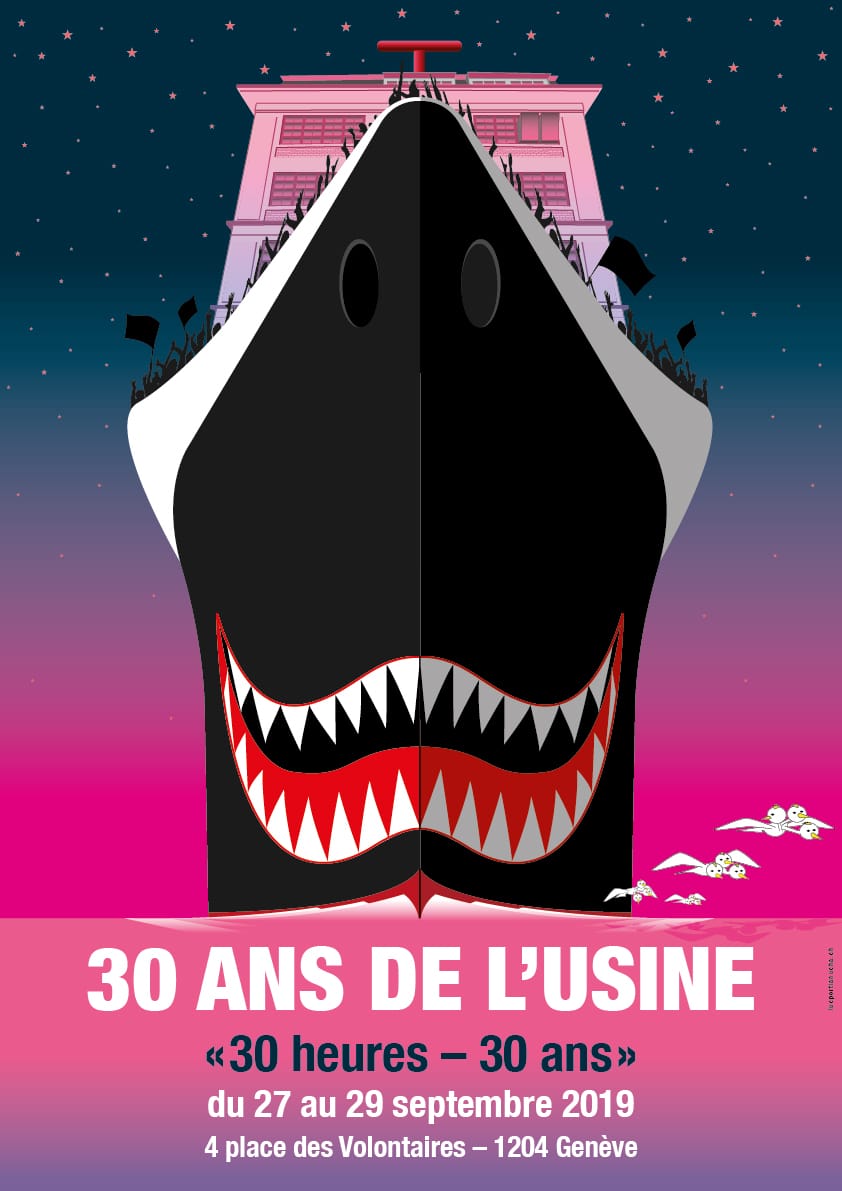 30 ANS DE L’USINE
«30 heures – 30 ans»
du 27 au 29 septembre 2019
4 place des Volontaires – 1204 Genève